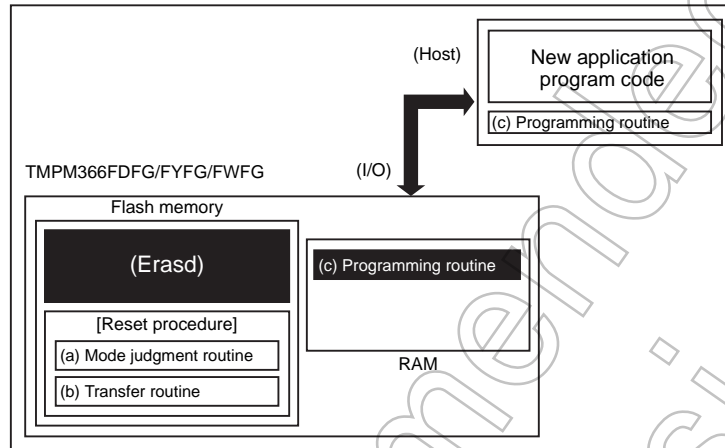 (Host)
New application
program code
(c) Programming routine
TMPM366FDFG/FYFG/FWFG
(I/O)
Flash memory
(Erasd)
(c) Programming routine
[Reset procedure]
(a) Mode judgment routine
(b) Transfer routine
RAM